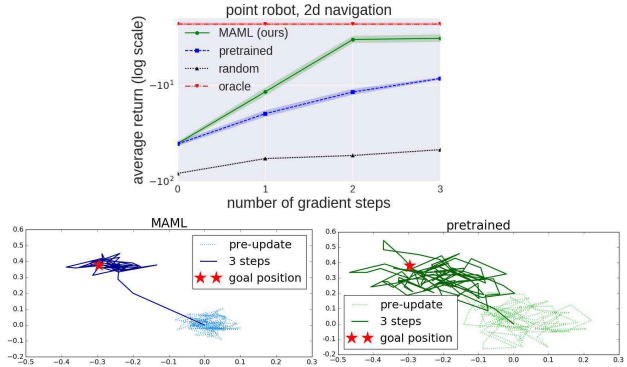 point robot, 2d navigation
average return (log scale)
MAML (ours)
pretrained
random
oracle
−10¹
−10²
0 1 2 3
number of gradient steps
MAML
0.6
0.5
0.4
0.3
0.2
0.1
0.0
−0.1
−0.2
−0.5 −0.4 −0.3 −0.2 −0.1 0.0 0.1 0.2 0.3
pre-update
3 steps
goal position
pretrained
0.6
0.5
0.4
0.3
0.2
0.1
0.0
−0.1
−0.2
−0.5 −0.4 −0.3 −0.2 −0.1 0.0 0.1 0.2 0.3
pre-update
3 steps
goal position